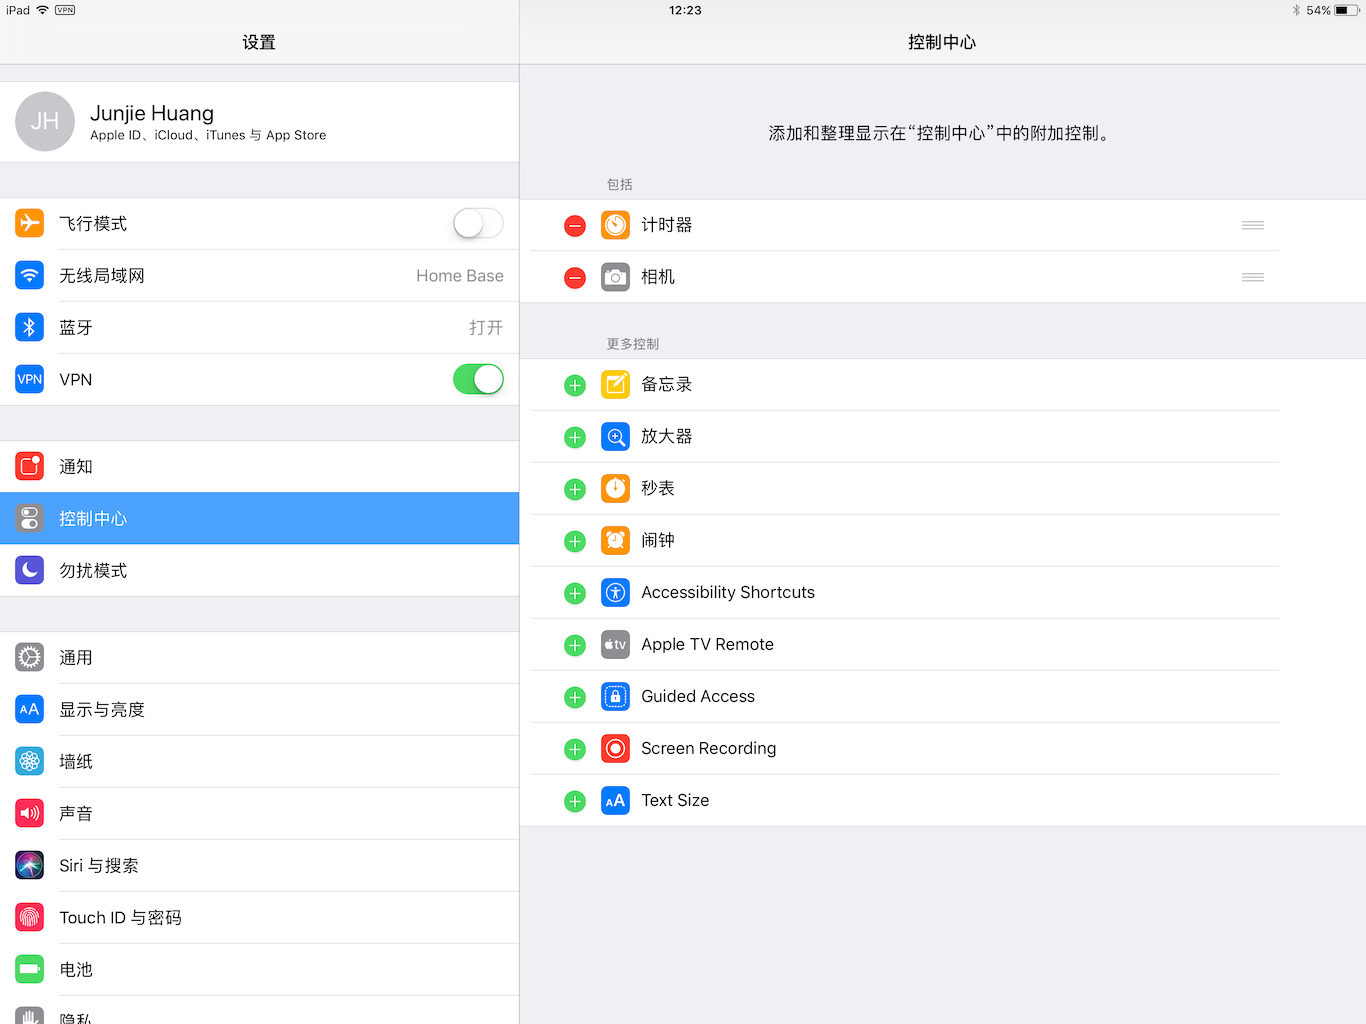 iPad VPN
12:23
54%
设置
控制中心
JH
Junjie Huang
Apple ID、iCloud、iTunes 与 App Store
飞行模式
无线局域网 Home Base
蓝牙 打开
VPN VPN
通知
控制中心
勿扰模式
通用
AA 显示与亮度
墙纸
声音
Siri 与搜索
Touch ID 与密码
电池
隐私
添加和整理显示在“控制中心”中的附加控制。
包括
计时器
相机
更多控制
备忘录
放大器
秒表
闹钟
Accessibility Shortcuts
tv Apple TV Remote
Guided Access
Screen Recording
AA Text Size